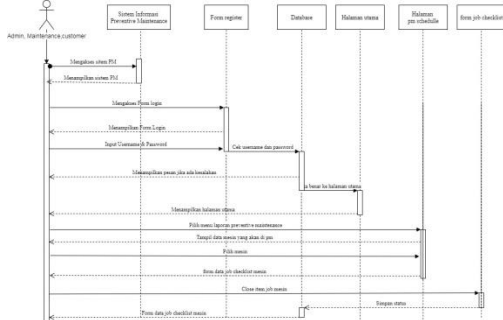 Sistem Informasi
Preventive Maintenance
Form register
Database
Halaman utama
Halaman
pm schedulle
form job checklist
Admin, Maintenance,customer
Mengakses sitem PM
Menampilkan sistem PM
Mengakses Form login
Menampilkan Form Login
Input Username & Password
Cek username dan password
Menampilkan pesan jika ada kesalahan
benar ke halaman utama
Menampilkan halaman utama
Pilih menu laporan preventive maintenance
Tampil data mesin yang akan di pm
Pilih mesin
form data job checklist mesin
Close item job mesin
Simpan status
Form data job checklist mesin